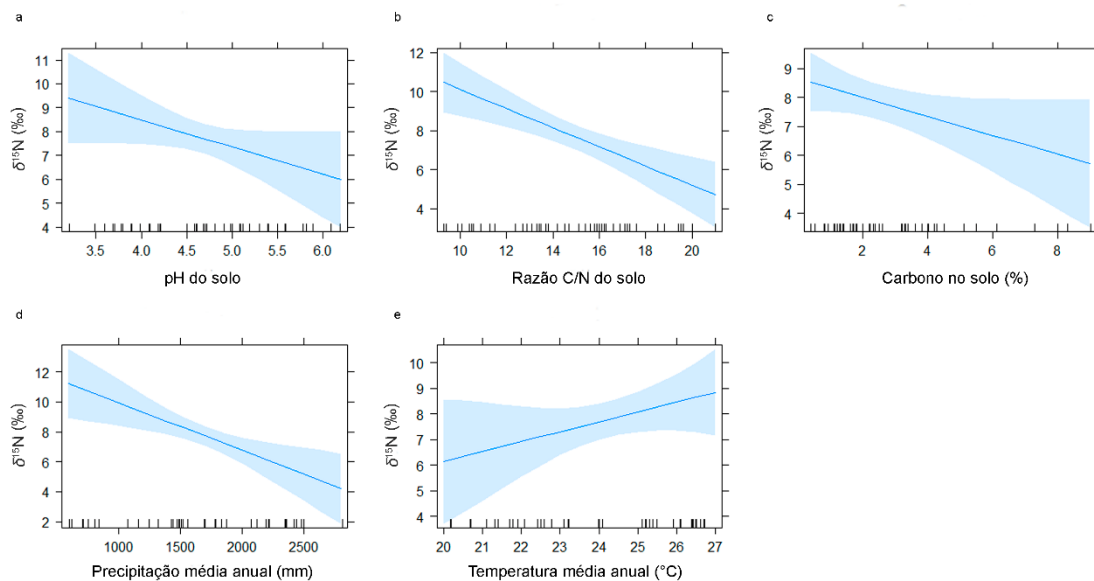 a
11
10
9
8
7
6
5
4
δ¹⁵N (‰)
3.5 4.0 4.5 5.0 5.5 6.0
pH do solo
b
12
10
8
6
4
δ¹⁵N (‰)
10 12 14 16 18 20
Razão C/N do solo
c
9
8
7
6
5
4
δ¹⁵N (‰)
2 4 6 8
Carbono no solo (%)
d
12
10
8
6
4
2
δ¹⁵N (‰)
1000 1500 2000 2500
Precipitação média anual (mm)
e
10
9
8
7
6
5
4
δ¹⁵N (‰)
20 21 22 23 24 25 26 27
Temperatura média anual (°C)